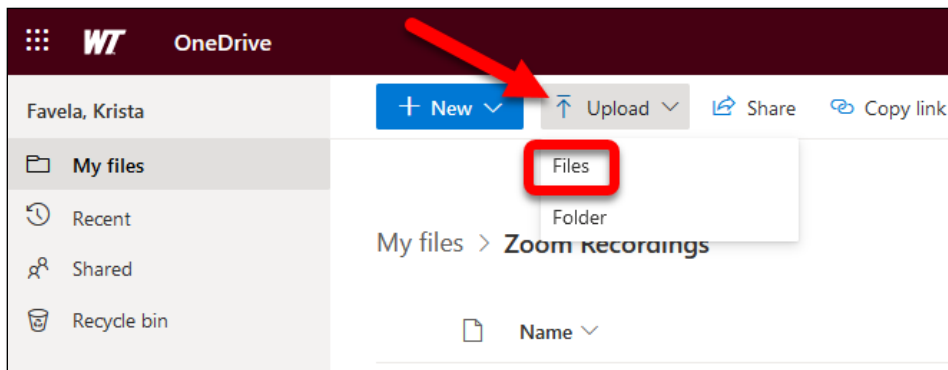 WT OneDrive
Favela, Krista
My files
Recent
Shared
Recycle bin
+ New Upload Share Copy link
Files
Folder
My files > Zoom Recordings
Name